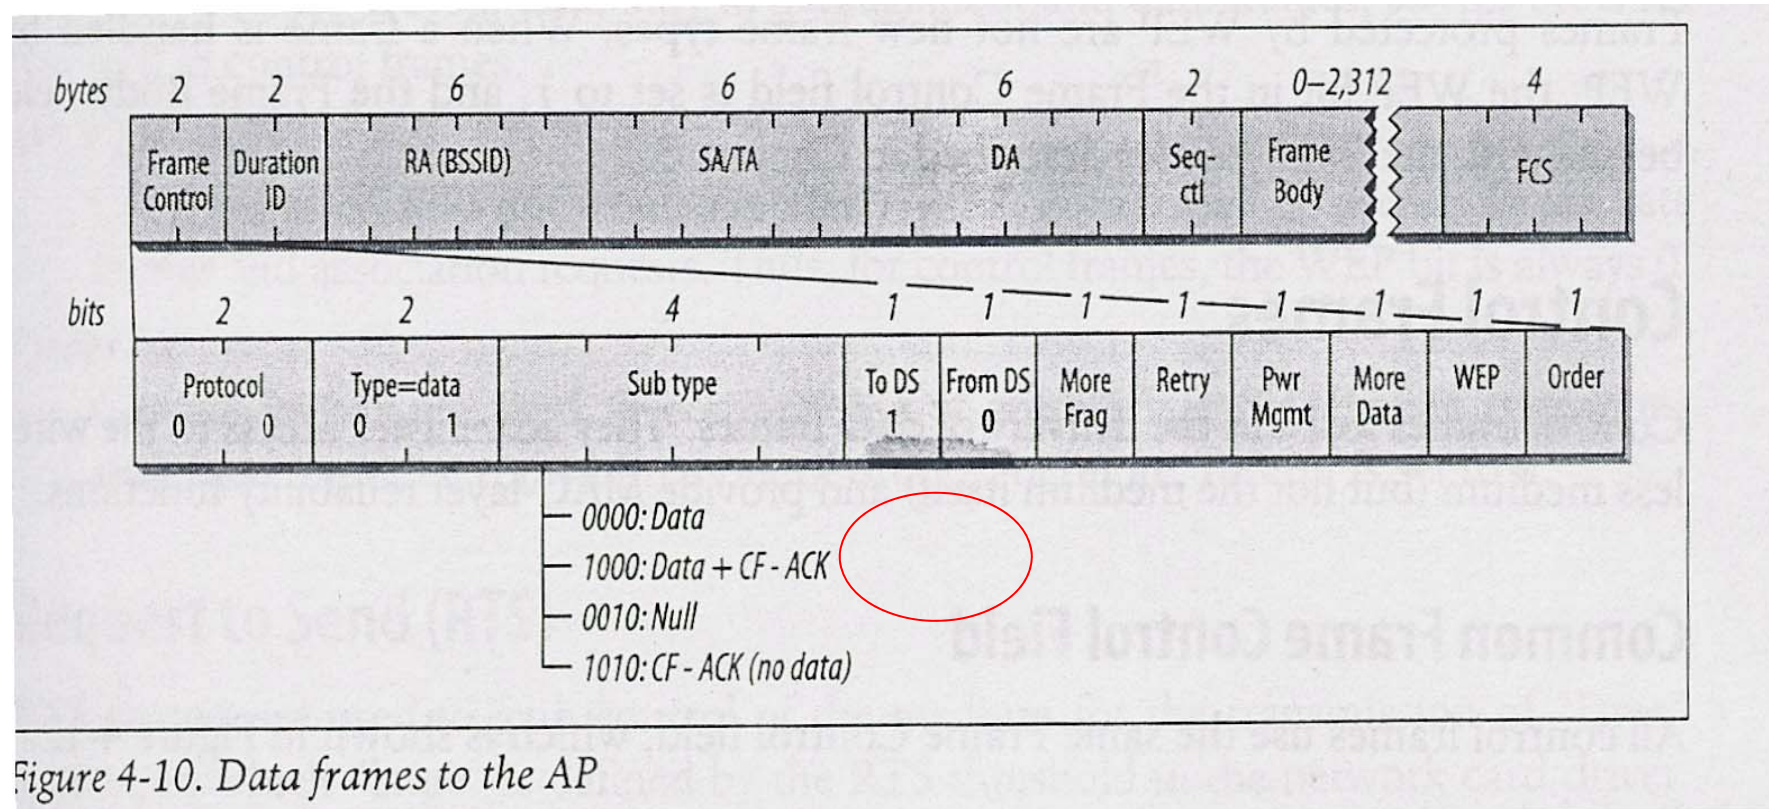 bytes 2 2 6 6 6 2 0–2,312 4
Frame Control
Duration ID
RA (BSSID)
SA/TA
DA
Seq-ctl
Frame Body
FCS
bits 2 2 4 1 1 1 1 1 1 1 1
Protocol
0 0
Type=data
0 1
Sub type
To DS
1
From DS
0
More Frag
Retry
Pwr Mgmt
More Data
WEP
Order
0000: Data
1000: Data + CF - ACK
0010: Null
1010: CF - ACK (no data)
Figure 4-10. Data frames to the AP